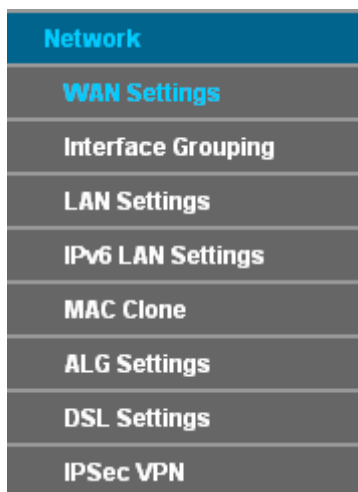 Network
WAN Settings
Interface Grouping
LAN Settings
IPv6 LAN Settings
MAC Clone
ALG Settings
DSL Settings
IPSec VPN